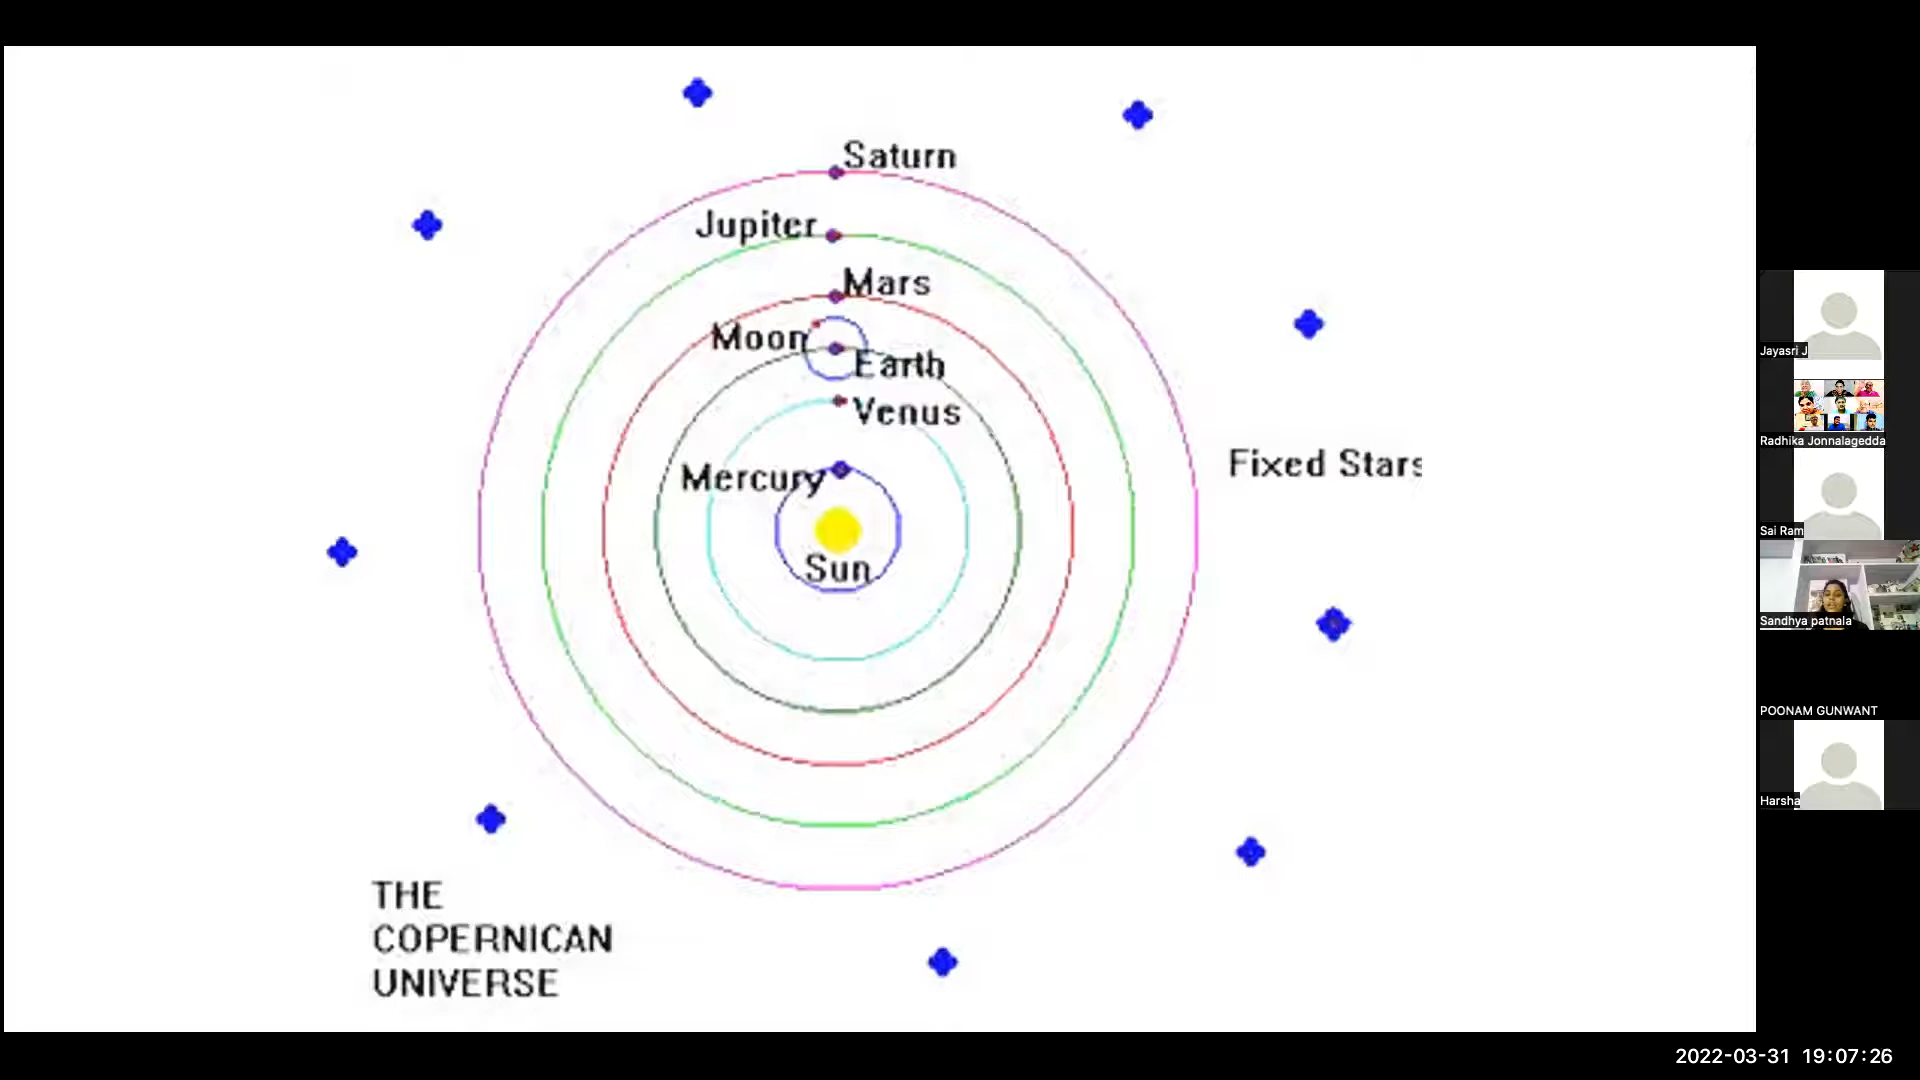 Saturn
Jupiter
Mars
Moon
Earth
Venus
Mercury
Sun
Fixed Stars
THE
COPERNICAN
UNIVERSE
Jayasri J
Radhika Jonnalagedda
Sai Ram
Sandhya patnala
POONAM GUNWANT
Harsha
2022-03-31 19:07:26